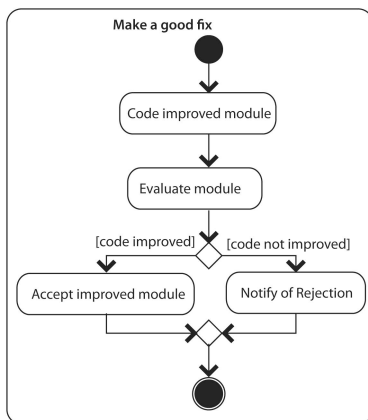 Make a good fix
Code improved module
Evaluate module
[code improved]
[code not improved]
Accept improved module
Notify of Rejection